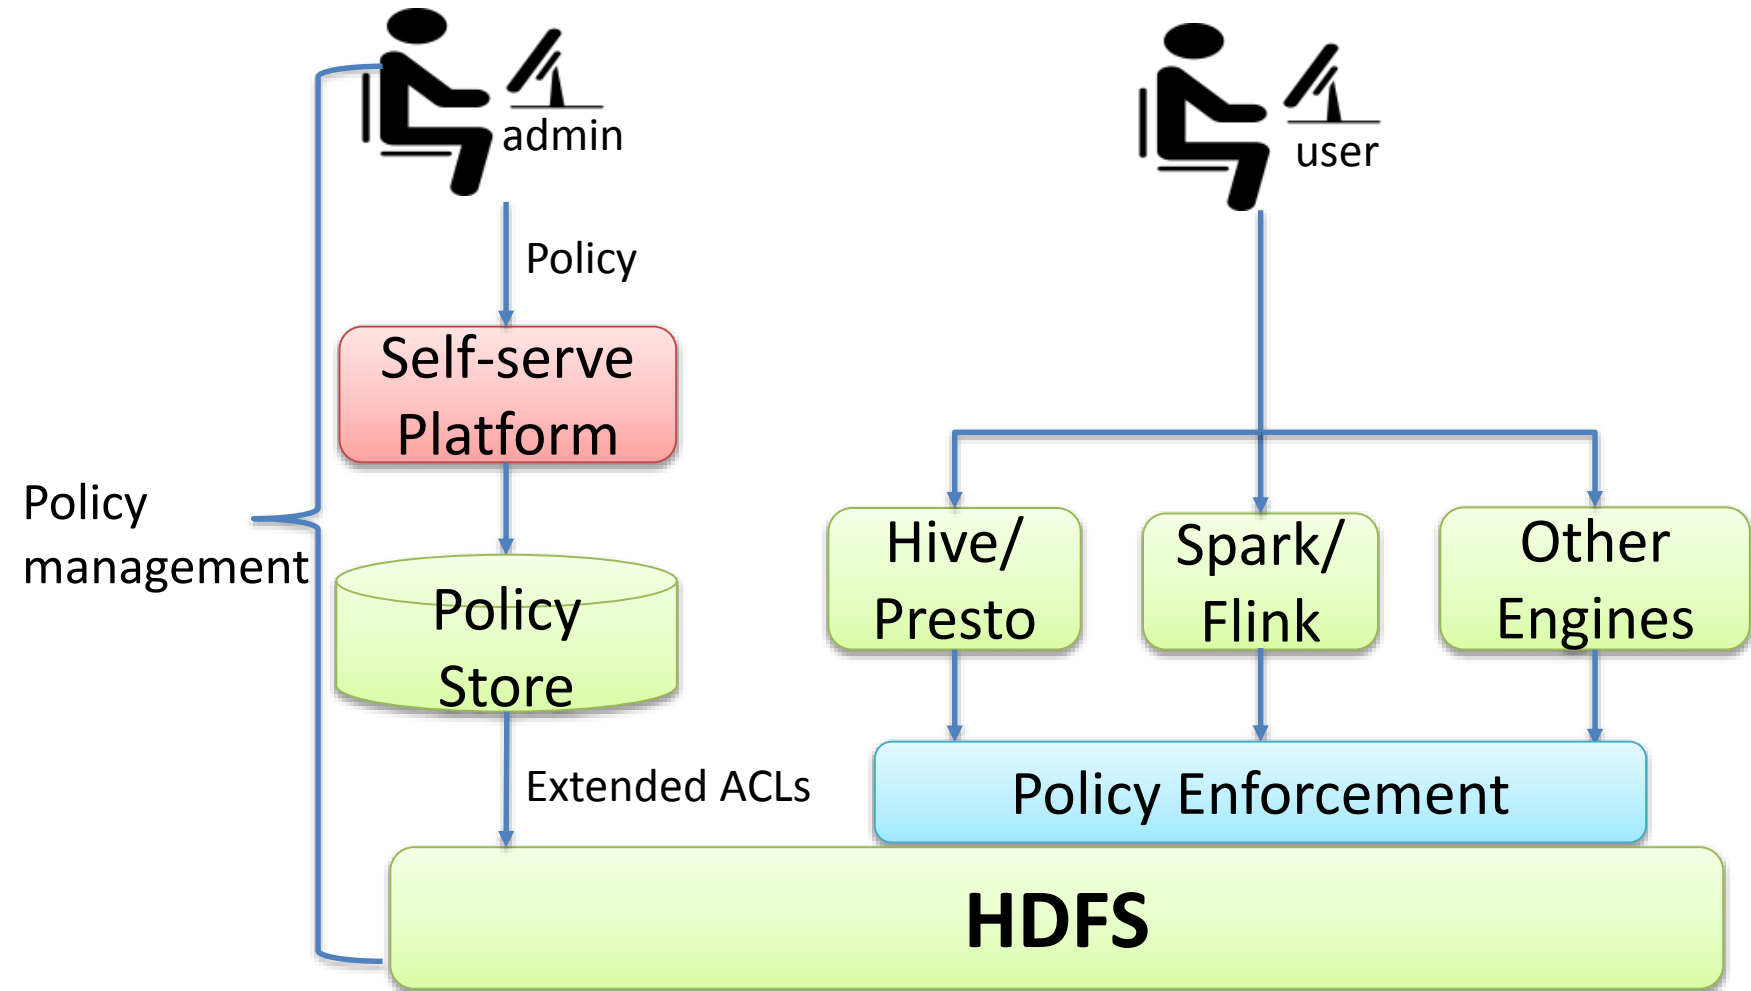 admin
user
Policy
Self-serve
Platform
Policy
management
Hive/
Presto
Spark/
Flink
Other
Engines
Policy
Store
Extended ACLs
Policy Enforcement
HDFS